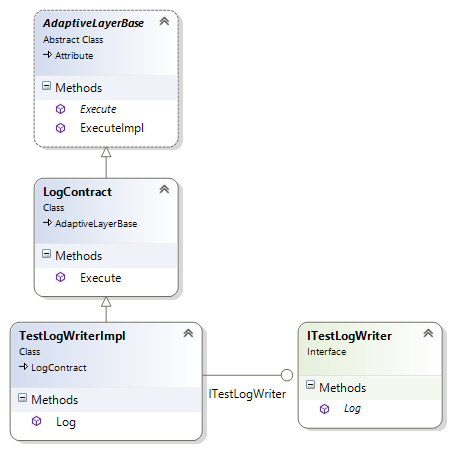 AdaptiveLayerBase
Abstract Class
Attribute
Methods
Execute
ExecuteImpl
LogContract
Class
AdaptiveLayerBase
Methods
Execute
TestLogWriterImpl
Class
LogContract
Methods
Log
ITestLogWriter
ITestLogWriter
Interface
Methods
Log